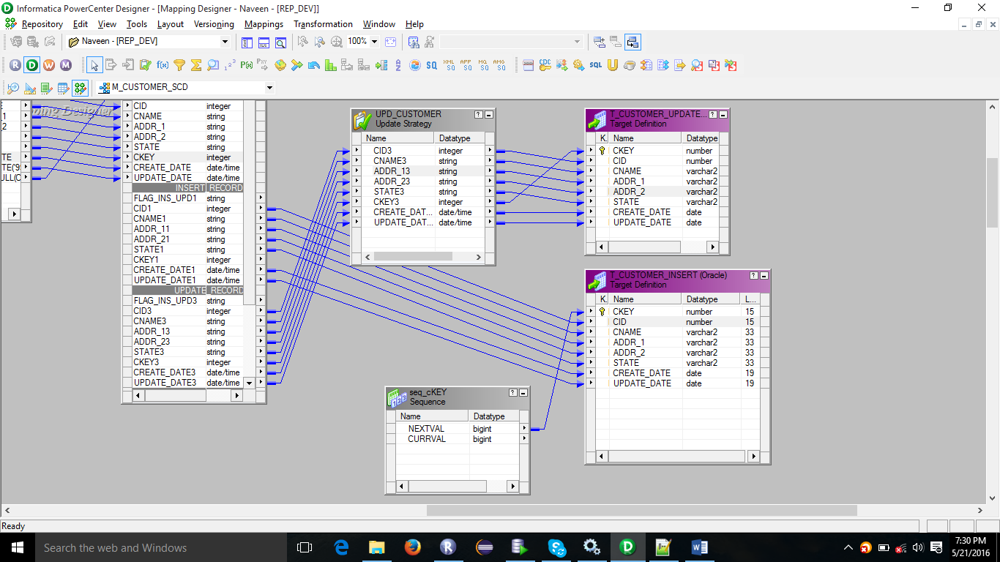 Informatica PowerCenter Designer - [Mapping Designer - Naveen - [REP_DEV]]
Repository Edit View Tools Layout Versioning Mappings Transformation Window Help
Naveen - [REP_DEV] 100%
M_CUSTOMER_SCD
ping Designer
_1
2
TE
TE('9
ULL(C
CID integer
CNAME string
ADDR_1 string
ADDR_2 string
STATE string
CKEY integer
CREATE_DATE date/time
UPDATE_DATE date/time
INSERT_RECORD
FLAG_INS_UPD1 string
CID1 integer
CNAME1 string
ADDR_11 string
ADDR_21 string
STATE1 string
CKEY1 integer
CREATE_DATE1 date/time
UPDATE_DATE1 date/time
UPDATE_RECORD
FLAG_INS_UPD3 string
CID3 integer
CNAME3 string
ADDR_13 string
ADDR_23 string
STATE3 string
CKEY3 integer
CREATE_DATE3 date/time
UPDATE_DATE3 date/time
UPD_CUSTOMER
Update Strategy
Name Datatype
CID3 integer
CNAME3 string
ADDR_13 string
ADDR_23 string
STATE3 string
CKEY3 integer
CREATE_DAT... date/time
UPDATE_DAT... date/time
T_CUSTOMER_UPDATE...
Target Definition
K. Name Datatype
CKEY number
CID number
CNAME varchar2
ADDR_1 varchar2
ADDR_2 varchar2
STATE varchar2
CREATE_DATE date
UPDATE_DATE date
T_CUSTOMER_INSERT (Oracle)
Target Definition
K. Name Datatype L...
CKEY number 15
CID number 15
CNAME varchar2 33
ADDR_1 varchar2 33
ADDR_2 varchar2 33
STATE varchar2 33
CREATE_DATE date 19
UPDATE_DATE date 19
seq_cKEY
Sequence
Name Datatype
NEXTVAL bigint
CURRVAL bigint
Ready
Search the web and Windows
7:30 PM
5/21/2016